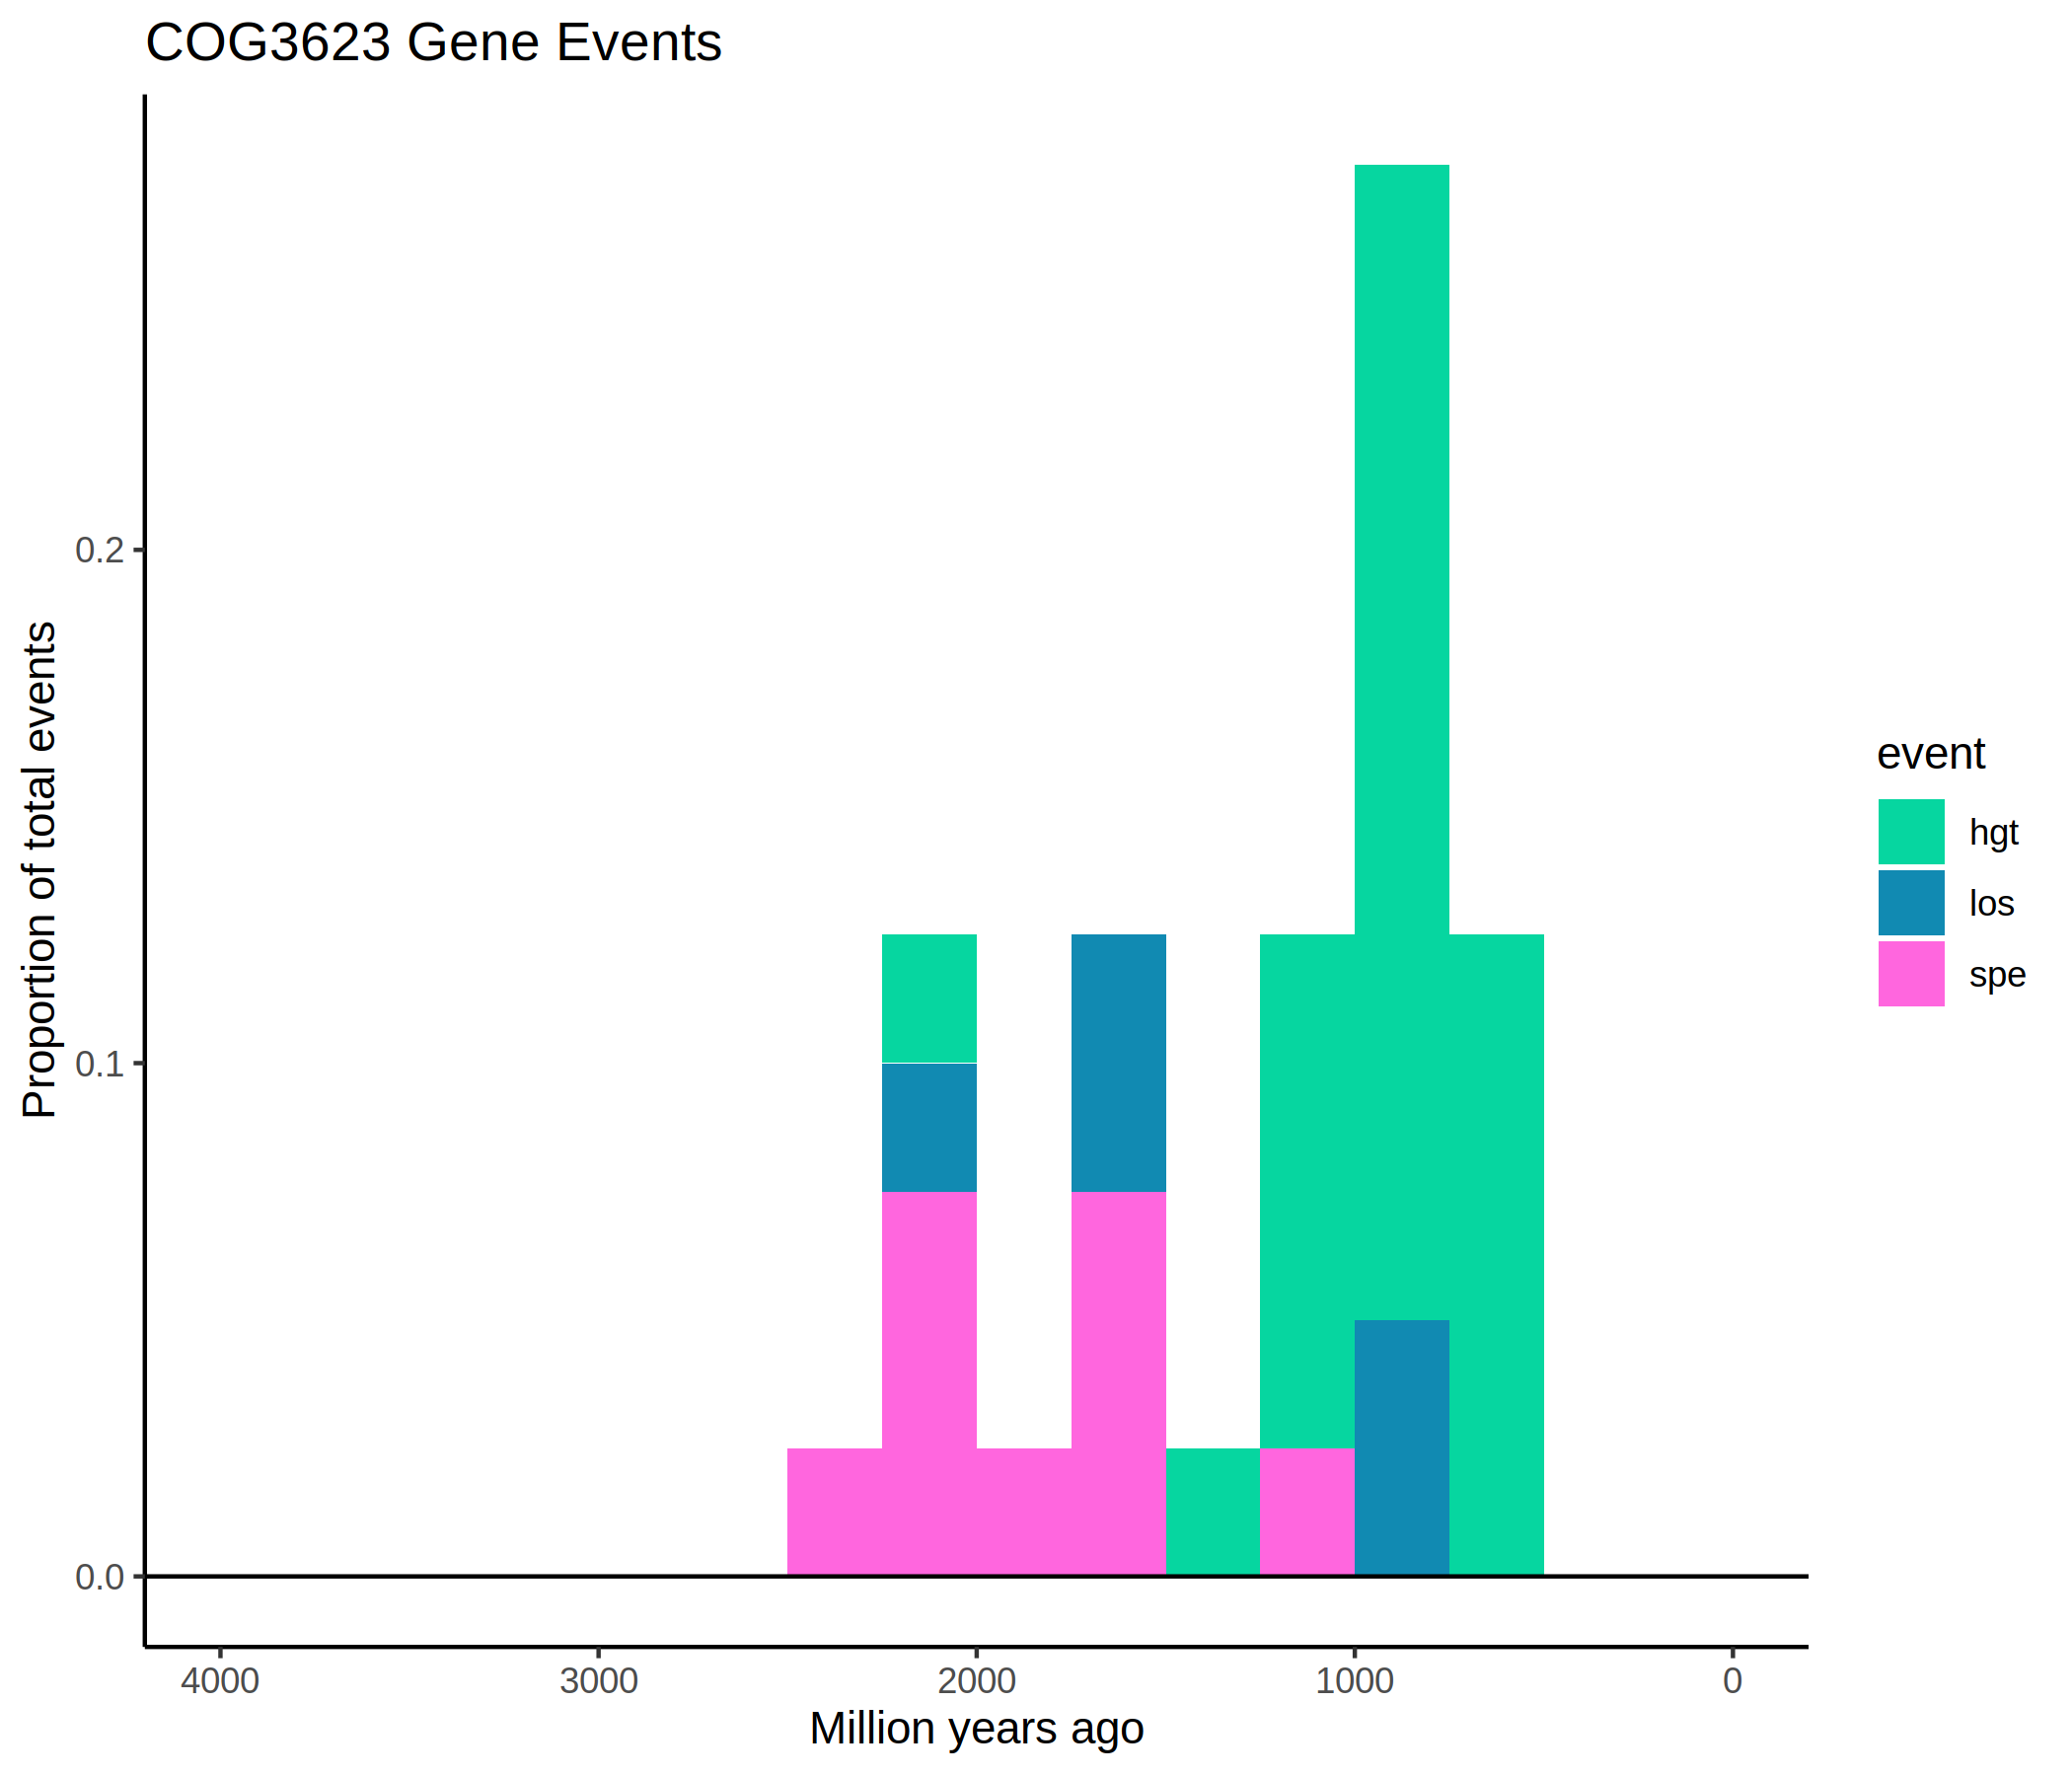 COG3623 Gene Events
Proportion of total events
0.2
0.1
0.0
4000 3000 2000 1000 0
Million years ago
event
hgt
los
spe